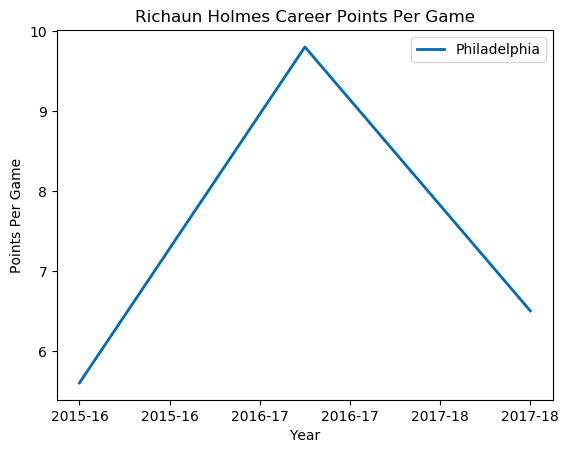 Richaun Holmes Career Points Per Game
Philadelphia
Points Per Game
10
9
8
7
6
2015-16 2015-16 2016-17 2016-17 2017-18 2017-18
Year